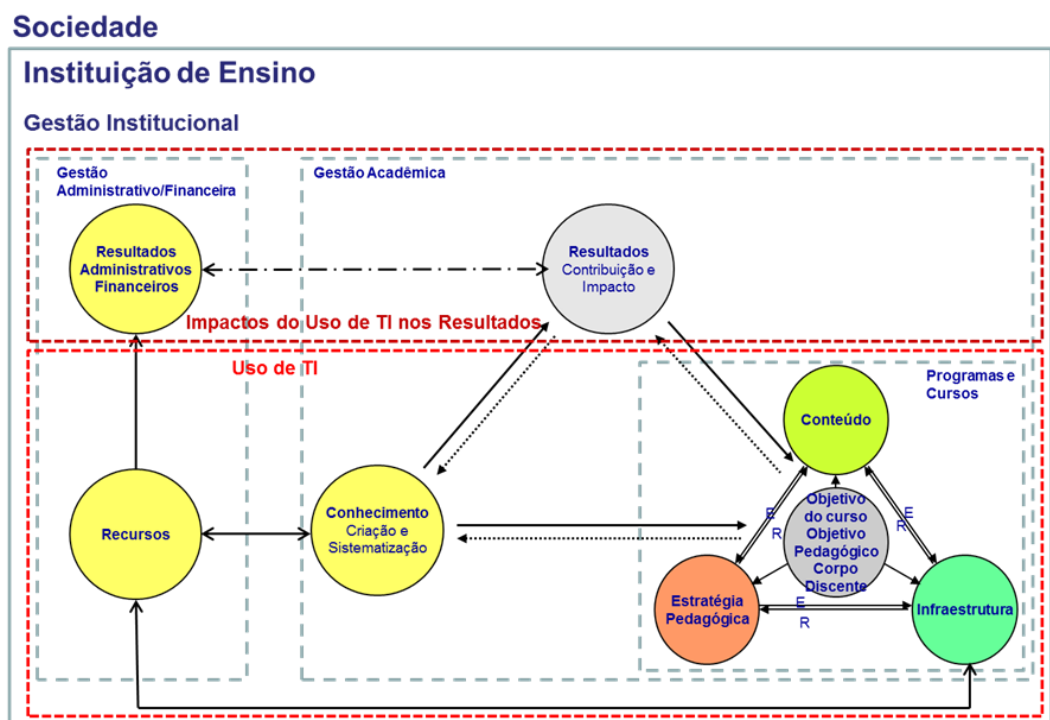 Sociedade
Instituição de Ensino
Gestão Institucional
Gestão
Administrativo/Financeira
Gestão Acadêmica
Resultados
Administrativos
Financeiros
Resultados
Contribuição e
Impacto
Impactos do Uso de TI nos Resultados
Uso de TI
Programas e
Cursos
Conteúdo
Recursos
Conhecimento
Criação e
Sistematização
Objetivo
do curso
Objetivo
Pedagógico
Corpo
Discente
E
R
E
R
Estratégia
Pedagógica
E
R
Infraestrutura